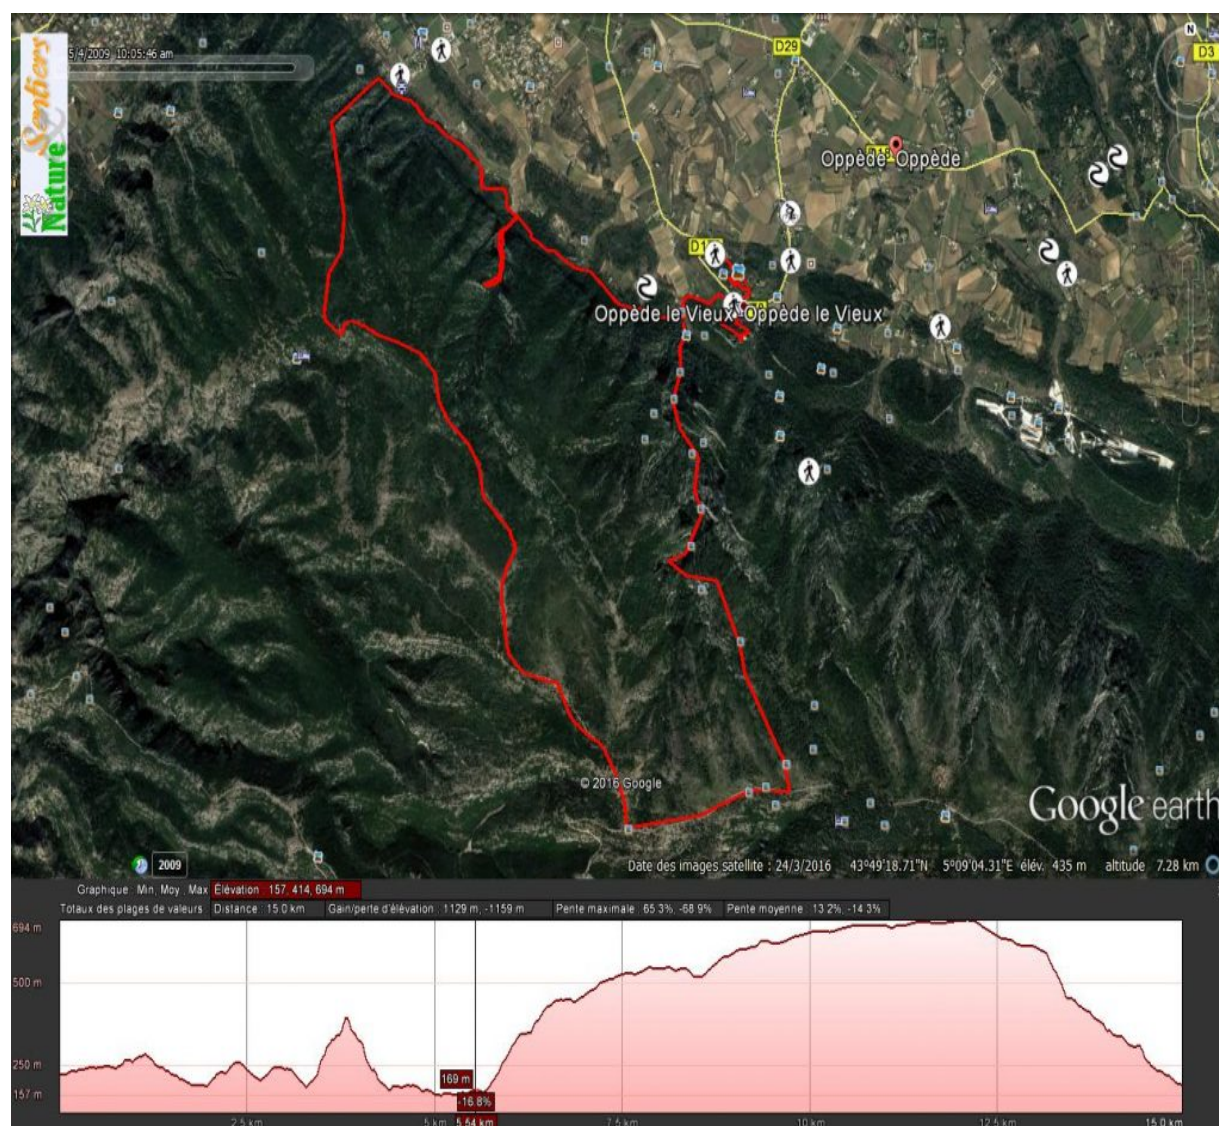 5/4/2009 10:05:46 am
Sentiers
Nature
N
D29
D3
Oppède Oppède
Oppède le Vieux Oppède le Vieux
© 2016 Google
Google earth
2009
Date des images satellite : 24/3/2016 43°49'18.71"N 5°09'04.31"E élév. 435 m altitude 7.28 km
Graphique : Min, Moy , Max Élévation : 157, 414, 694 m
Totaux des plages de valeurs : Distance : 15.0 km Gain/perte d'élévation : 1129 m, -1159 m Pente maximale : 65.3%, -68.9% Pente moyenne : 13.2%, -14.3%
694 m
500 m
250 m
169 m
157 m
-16.8%
2.5 km 5 km 5.54 km 7.5 km 10 km 12.5 km 15.0 km